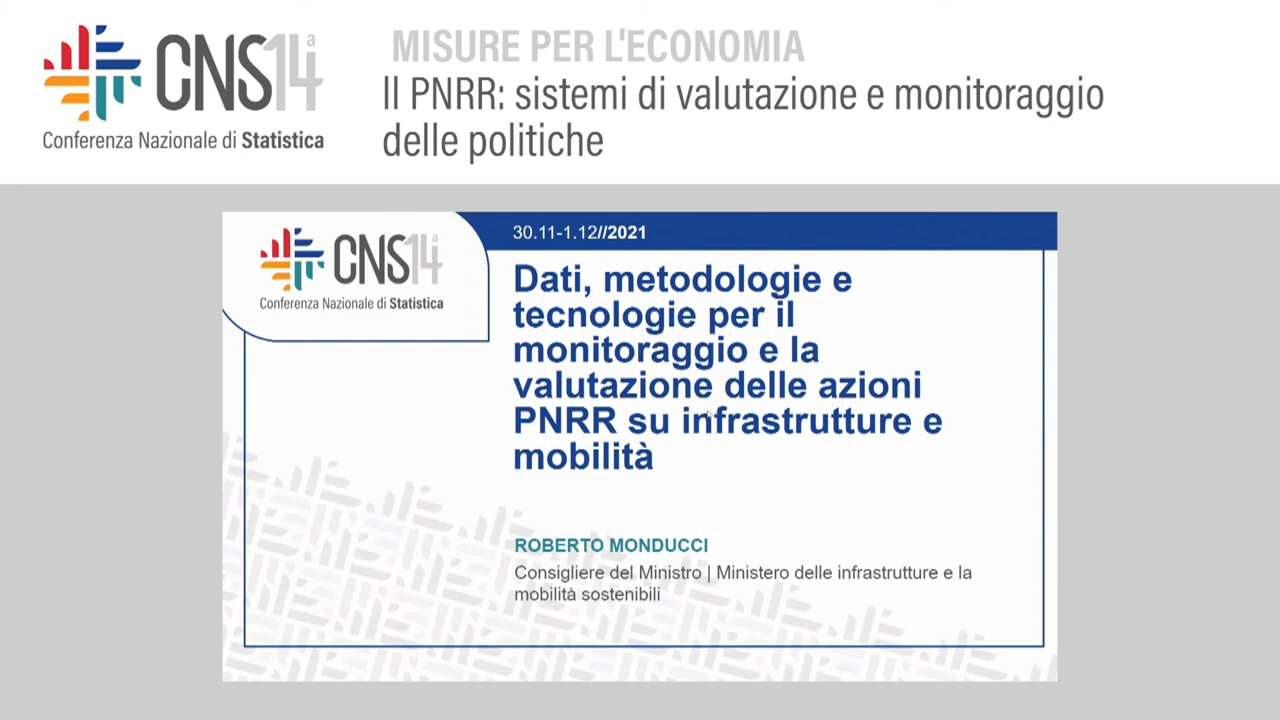 CNS14ª
Conferenza Nazionale di Statistica
MISURE PER L'ECONOMIA
Il PNRR: sistemi di valutazione e monitoraggio
delle politiche
CNS14ª
Conferenza Nazionale di Statistica
30.11-1.12//2021
Dati, metodologie e
tecnologie per il
monitoraggio e la
valutazione delle azioni
PNRR su infrastrutture e
mobilità
ROBERTO MONDUCCI
Consigliere del Ministro | Ministero delle infrastrutture e la
mobilità sostenibili